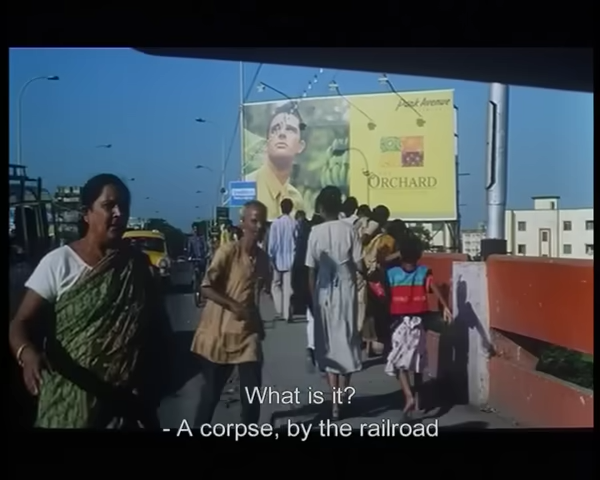 Park Avenue
ORCHARD
What is it?
- A corpse, by the railroad